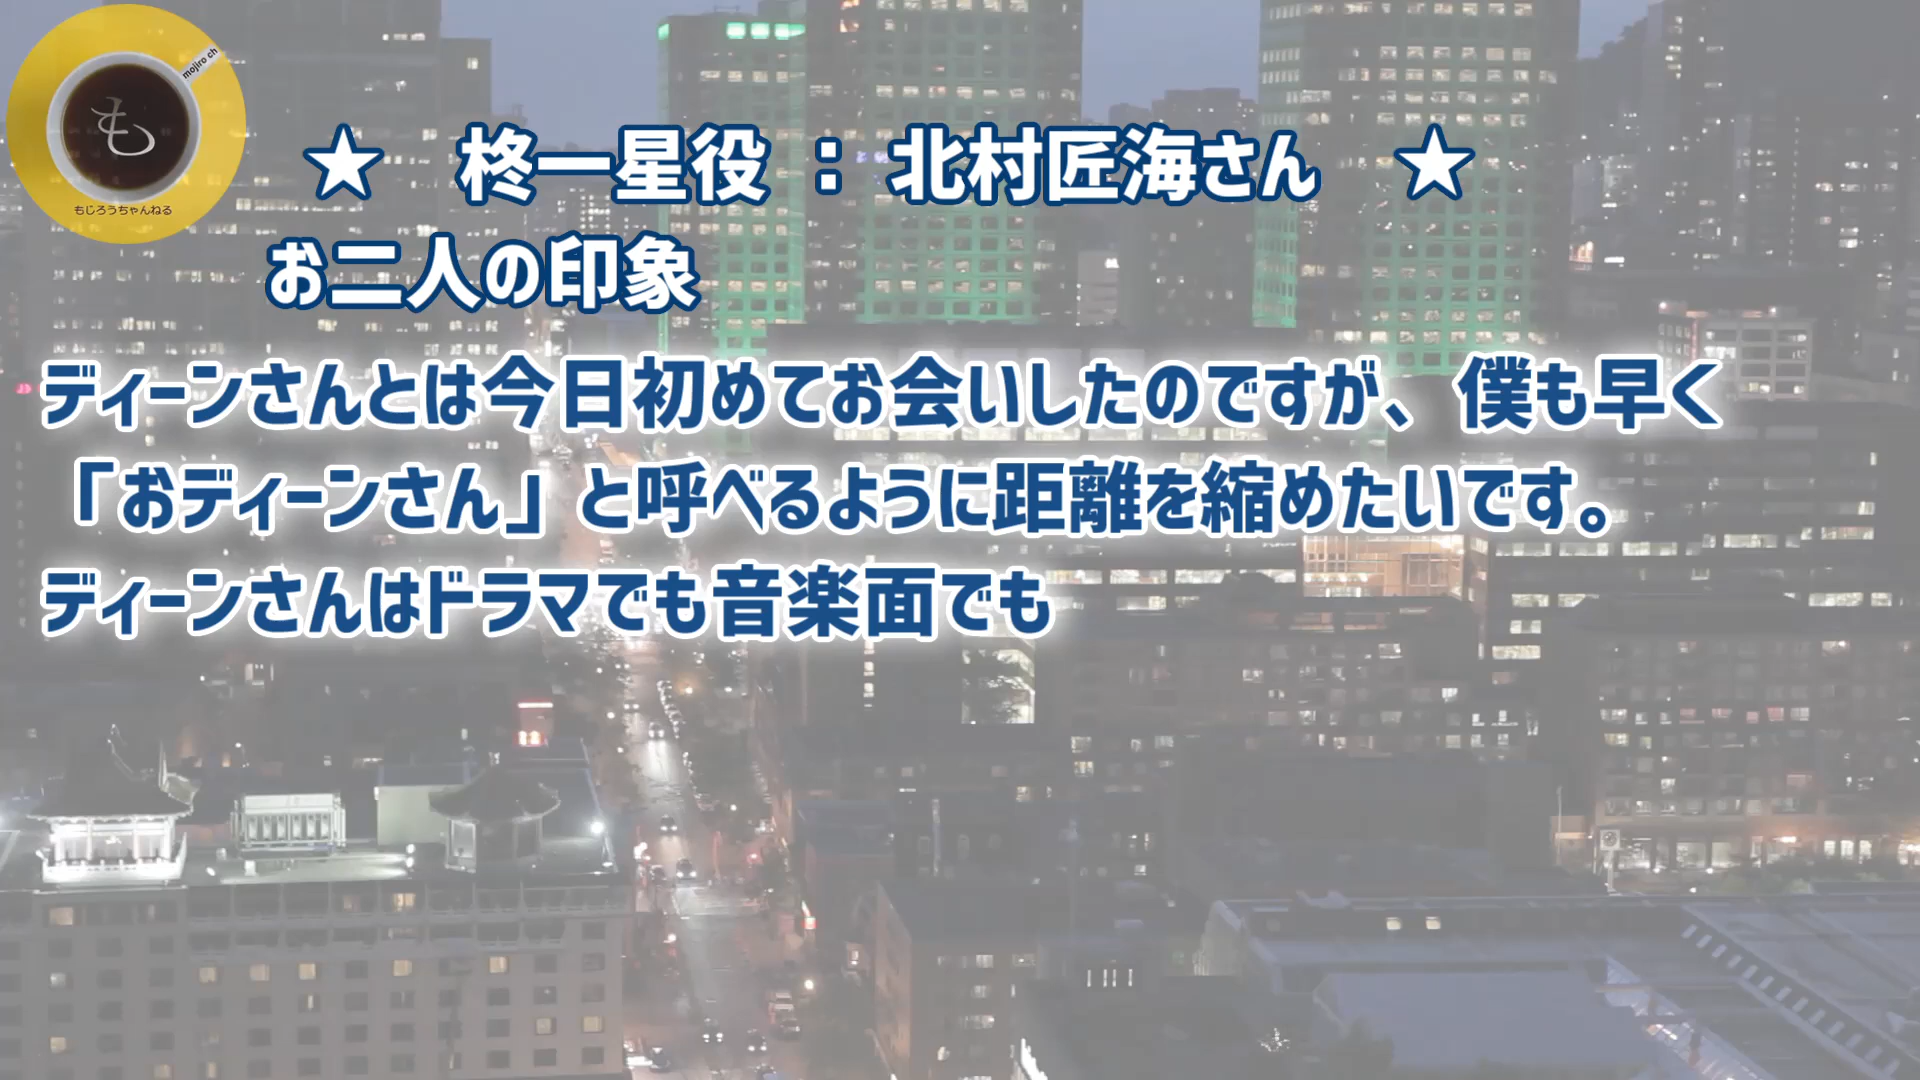 mojiro ch
も
もじろうちゃんねる
★　柊一星役 ： 北村匠海さん　★
お二人の印象
ディーンさんとは今日初めてお会いしたのですが、僕も早く
「おディーンさん」と呼べるように距離を縮めたいです。
ディーンさんはドラマでも音楽面でも